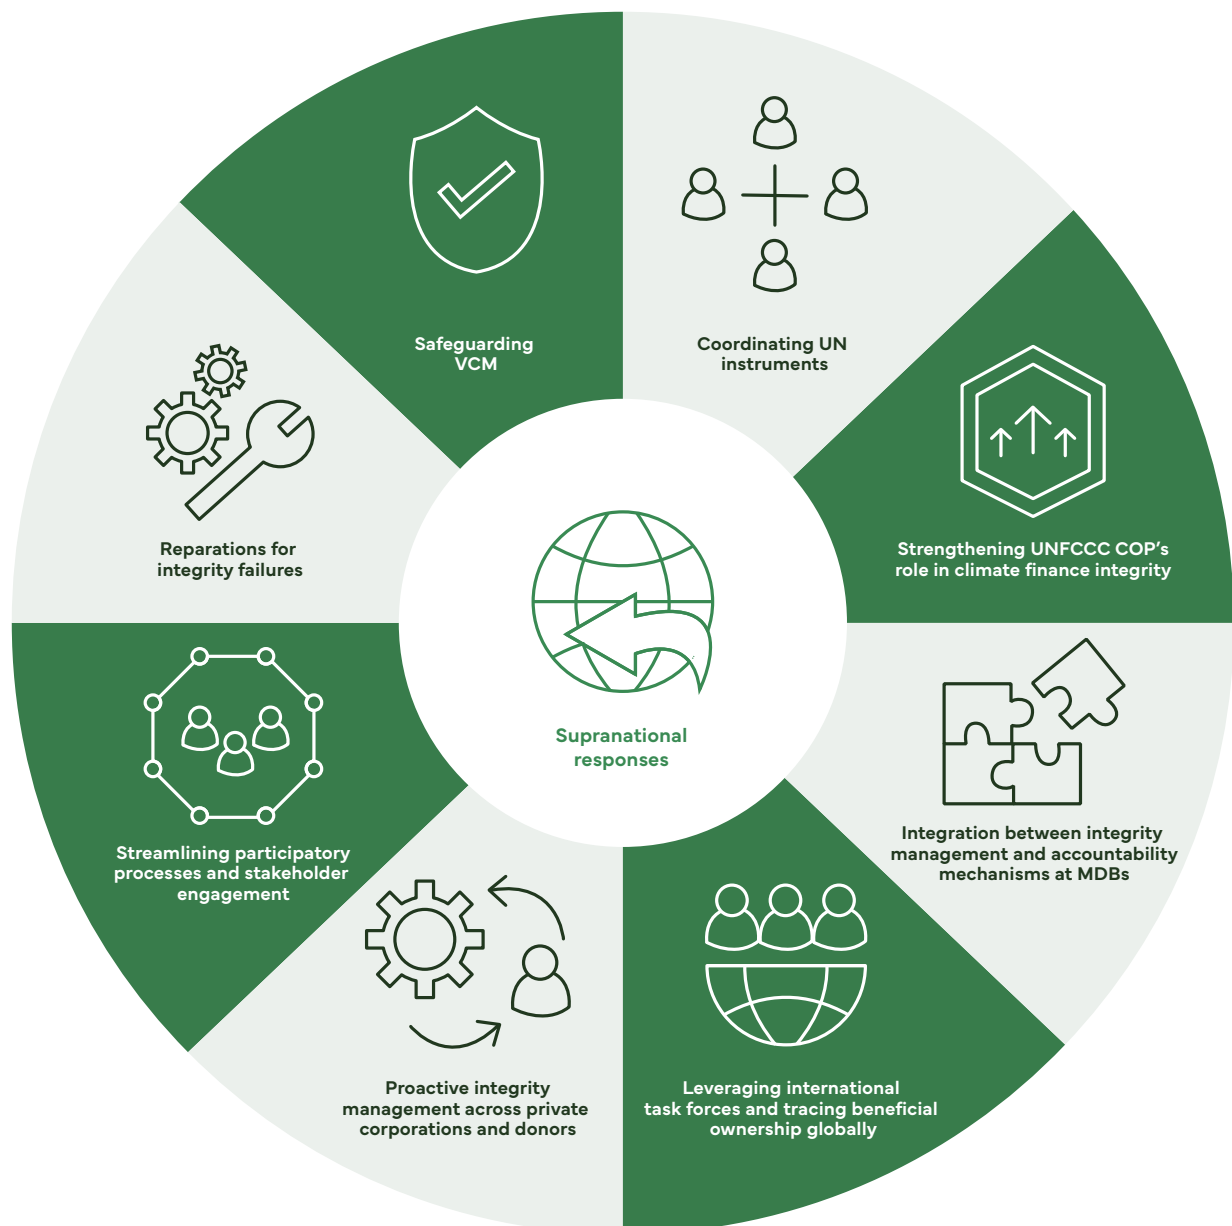 Safeguarding
VCM
Coordinating UN
instruments
Strengthening UNFCCC COP’s
role in climate finance integrity
Integration between integrity
management and accountability
mechanisms at MDBs
Leveraging international
task forces and tracing beneficial
ownership globally
Proactive integrity
management across private
corporations and donors
Streamlining participatory
processes and stakeholder
engagement
Reparations for
integrity failures
Supranational
responses